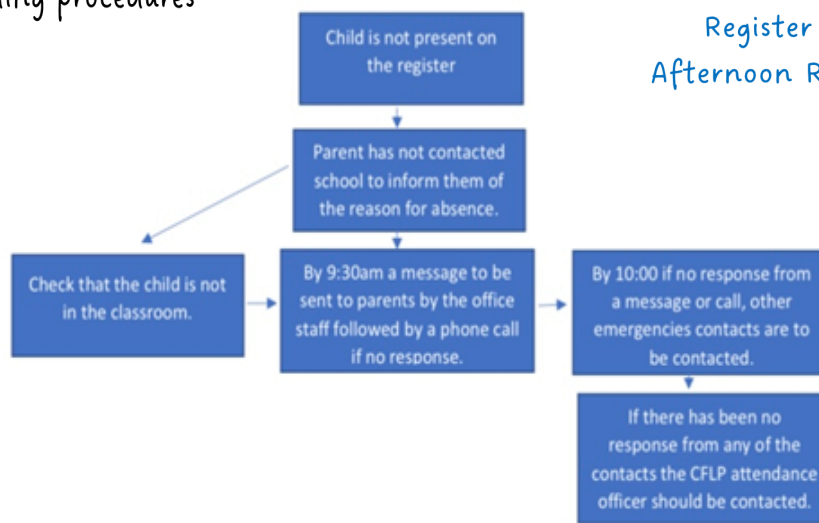 procedures
Register
Afternoon
Child is not present on
the register
Parent has not contacted
school to inform them of
the reason for absence.
Check that the child is not
in the classroom.
By 9:30am a message to be
sent to parents by the office
staff followed by a phone call
if no response.
By 10:00 if no response from
a message or call, other
emergencies contacts are to
be contacted.
If there has been no
response from any of the
contacts the CFLP attendance
officer should be contacted.